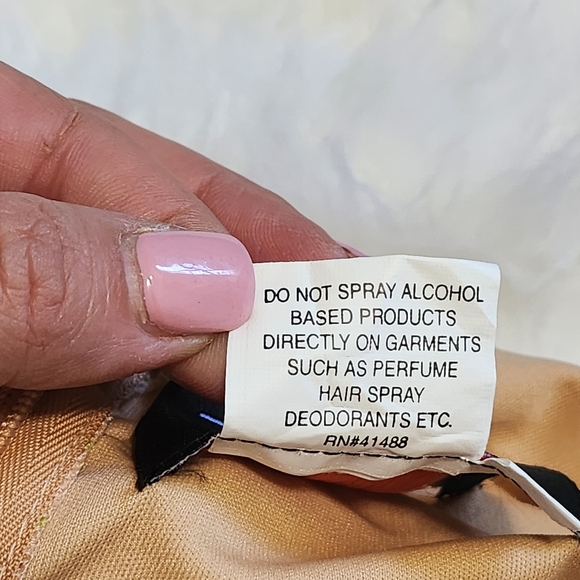 DO NOT SPRAY ALCOHOL
BASED PRODUCTS
DIRECTLY ON GARMENTS
SUCH AS PERFUME
HAIR SPRAY
DEODORANTS ETC.
RN#41488